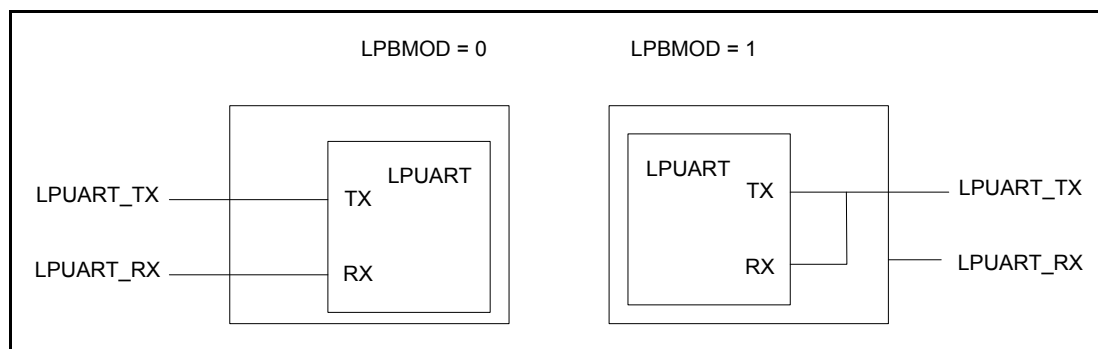 LPBMOD = 0
LPBMOD = 1
LPUART_TX
LPUART_RX
LPUART
TX
RX
LPUART
TX
RX
LPUART_TX
LPUART_RX